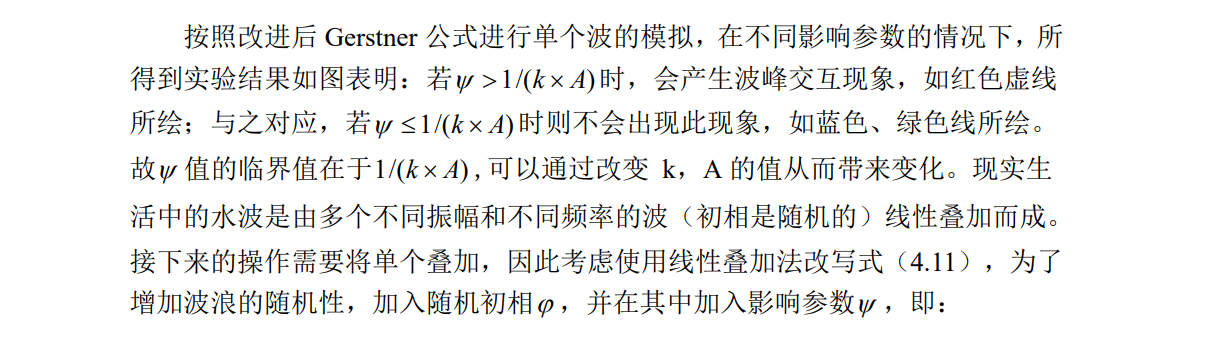 按照改进后 Gerstner 公式进行单个波的模拟，在不同影响参数的情况下，所
得到实验结果如图表明：若ψ >1/(k× A)时，会产生波峰交互现象，如红色虚线
所绘；与之对应，若ψ ≤1/(k× A)时则不会出现此现象，如蓝色、绿色线所绘。
故ψ 值的临界值在于1/(k× A) , 可以通过改变 k，A 的值从而带来变化。现实生
活中的水波是由多个不同振幅和不同频率的波（初相是随机的）线性叠加而成。
接下来的操作需要将单个叠加，因此考虑使用线性叠加法改写式（4.11），为了
增加波浪的随机性，加入随机初相φ ，并在其中加入影响参数ψ ，即：